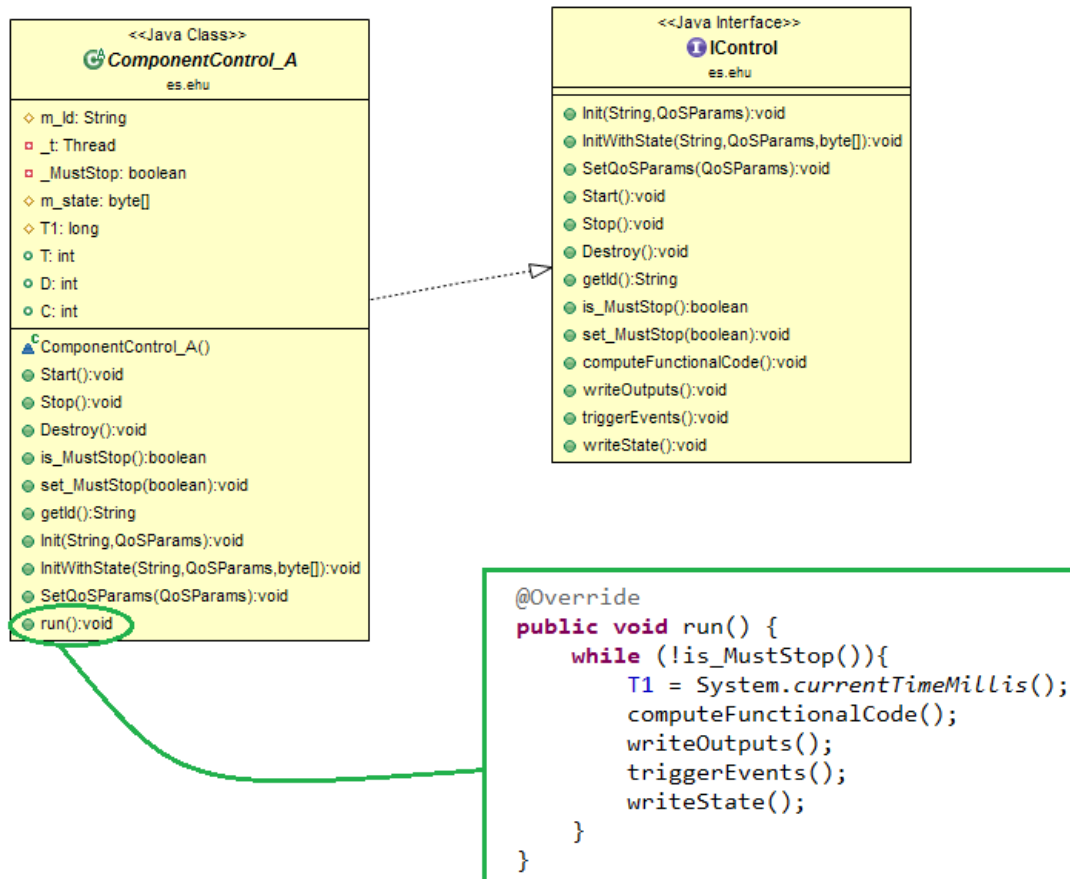 <<Java Class>>
ComponentControl_A
es.ehu
m_Id: String
_t: Thread
_MustStop: boolean
m_state: byte[]
T1: long
T: int
D: int
C: int
ComponentControl_A()
Start():void
Stop():void
Destroy():void
is_MustStop():boolean
set_MustStop(boolean):void
getId():String
Init(String,QoSParams):void
InitWithState(String,QoSParams,byte[]):void
SetQoSParams(QoSParams):void
run():void
<<Java Interface>>
IControl
es.ehu
Init(String,QoSParams):void
InitWithState(String,QoSParams,byte[]):void
SetQoSParams(QoSParams):void
Start():void
Stop():void
Destroy():void
getId():String
is_MustStop():boolean
set_MustStop(boolean):void
computeFunctionalCode():void
writeOutputs():void
triggerEvents():void
writeState():void
@Override
public void run() {
while (!is_MustStop()){
T1 = System.currentTimeMillis();
computeFunctionalCode();
writeOutputs();
triggerEvents();
writeState();
}
}